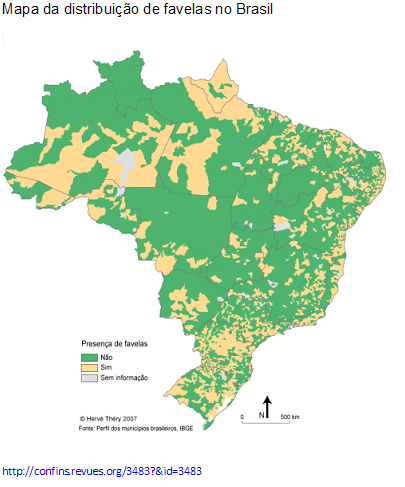 Mapa da distribuição de favelas no Brasil
Presença de favelas
Não
Sim
Sem informação
© Hervé Théry 2007
Fonte: Perfil dos municípios brasileiros, IBGE
N
0 500 km
http://confins.revues.org/3483?&id=3483